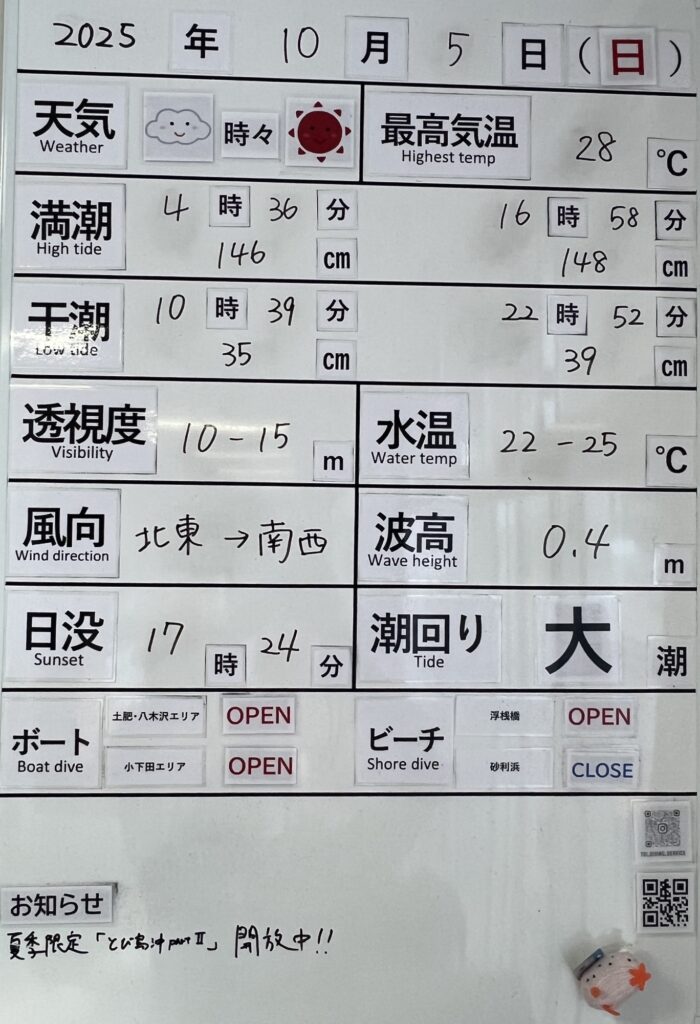 2025 年 10 月 5 日 (日)
天気 時々 最高気温 28 ℃
Weather Highest temp
満潮 4 時 36 分 16 時 58 分
High tide 146 cm 148 cm
干潮 10 時 39 分 22 時 52 分
Low tide 35 cm 39 cm
透視度 10-15 m 水温 22-25 ℃
Visibility Water temp
風向 北東→南西 波高 0.4 m
Wind direction Wave height
日没 17 時 24 分 潮回り 大 潮
Sunset Tide
ボート 土肥・八木沢エリア OPEN ビーチ 浮桟橋 OPEN
Boat dive 小下田エリア OPEN Shore dive 砂利浜 CLOSE
お知らせ
夏季限定「とび島沖partⅡ」開放中!!